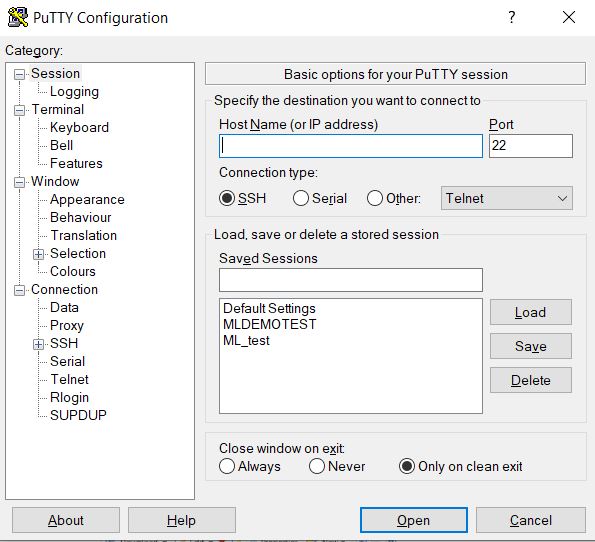 PuTTY Configuration
?
Category:
Session
Logging
Terminal
Keyboard
Bell
Features
Window
Appearance
Behaviour
Translation
Selection
Colours
Connection
Data
Proxy
SSH
Serial
Telnet
Rlogin
SUPDUP
Basic options for your PuTTY session
Specify the destination you want to connect to
Host Name (or IP address) Port
22
Connection type:
SSH Serial Other: Telnet
Load, save or delete a stored session
Saved Sessions
Default Settings
MLDEMOTEST
ML_test
Load
Save
Delete
Close window on exit:
Always Never Only on clean exit
About Help Open Cancel